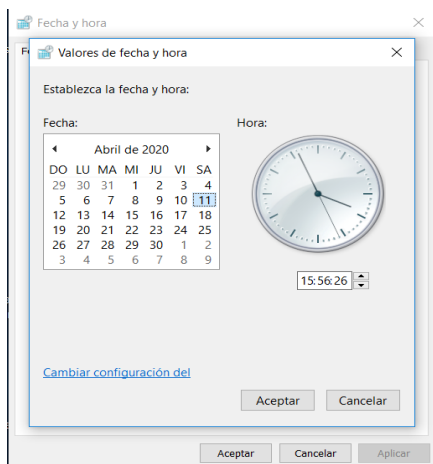 Fecha y hora
Valores de fecha y hora
Establezca la fecha y hora:
Fecha:
Hora:
Abril de 2020
DO LU MA MI JU VI SA
29 30 31 1 2 3 4
5 6 7 8 9 10 11
12 13 14 15 16 17 18
19 20 21 22 23 24 25
26 27 28 29 30 1 2
3 4 5 6 7 8 9
15:56:26
Cambiar configuración del
Aceptar Cancelar
Aceptar Cancelar Aplicar